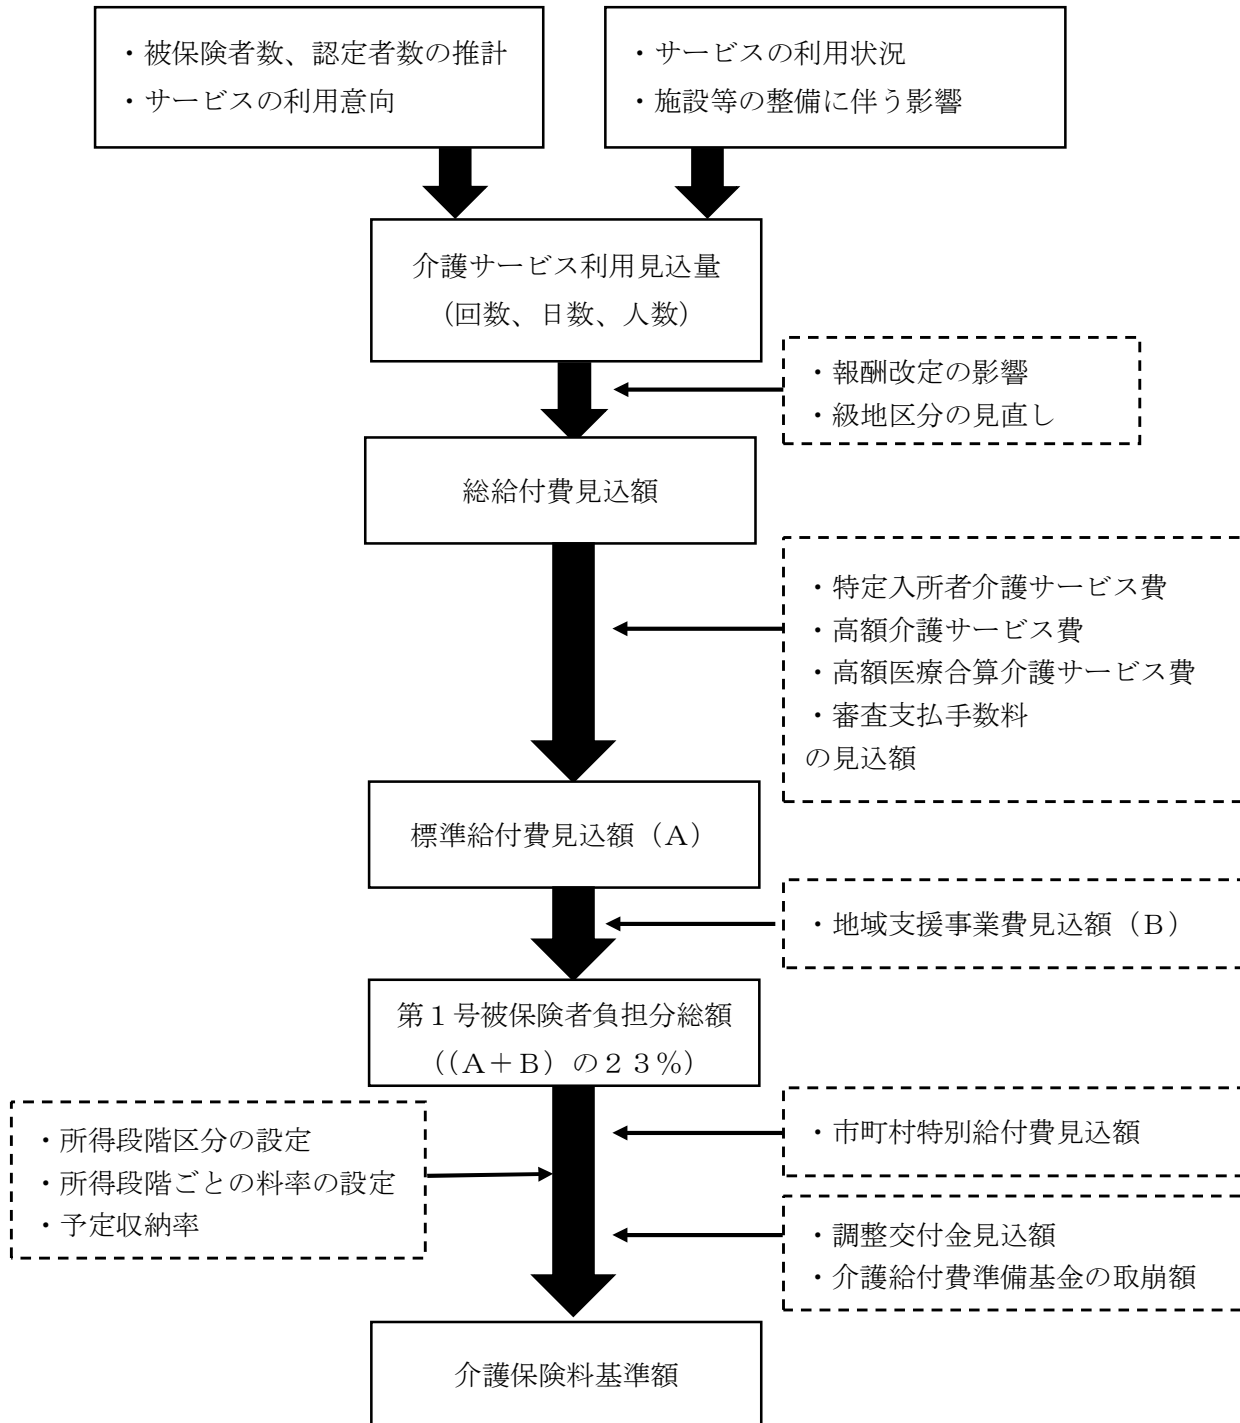 ・被保険者数、認定者数の推計
・サービスの利用意向
・サービスの利用状況
・施設等の整備に伴う影響
介護サービス利用見込量
（回数、日数、人数）
・報酬改定の影響
・級地区分の見直し
総給付費見込額
・特定入所者介護サービス費
・高額介護サービス費
・高額医療合算介護サービス費
・審査支払手数料
の見込額
標準給付費見込額（Ａ）
・地域支援事業費見込額（Ｂ）
第１号被保険者負担分総額
（（Ａ＋Ｂ）の２３％）
・市町村特別給付費見込額
・所得段階区分の設定
・所得段階ごとの料率の設定
・予定収納率
・調整交付金見込額
・介護給付費準備基金の取崩額
介護保険料基準額